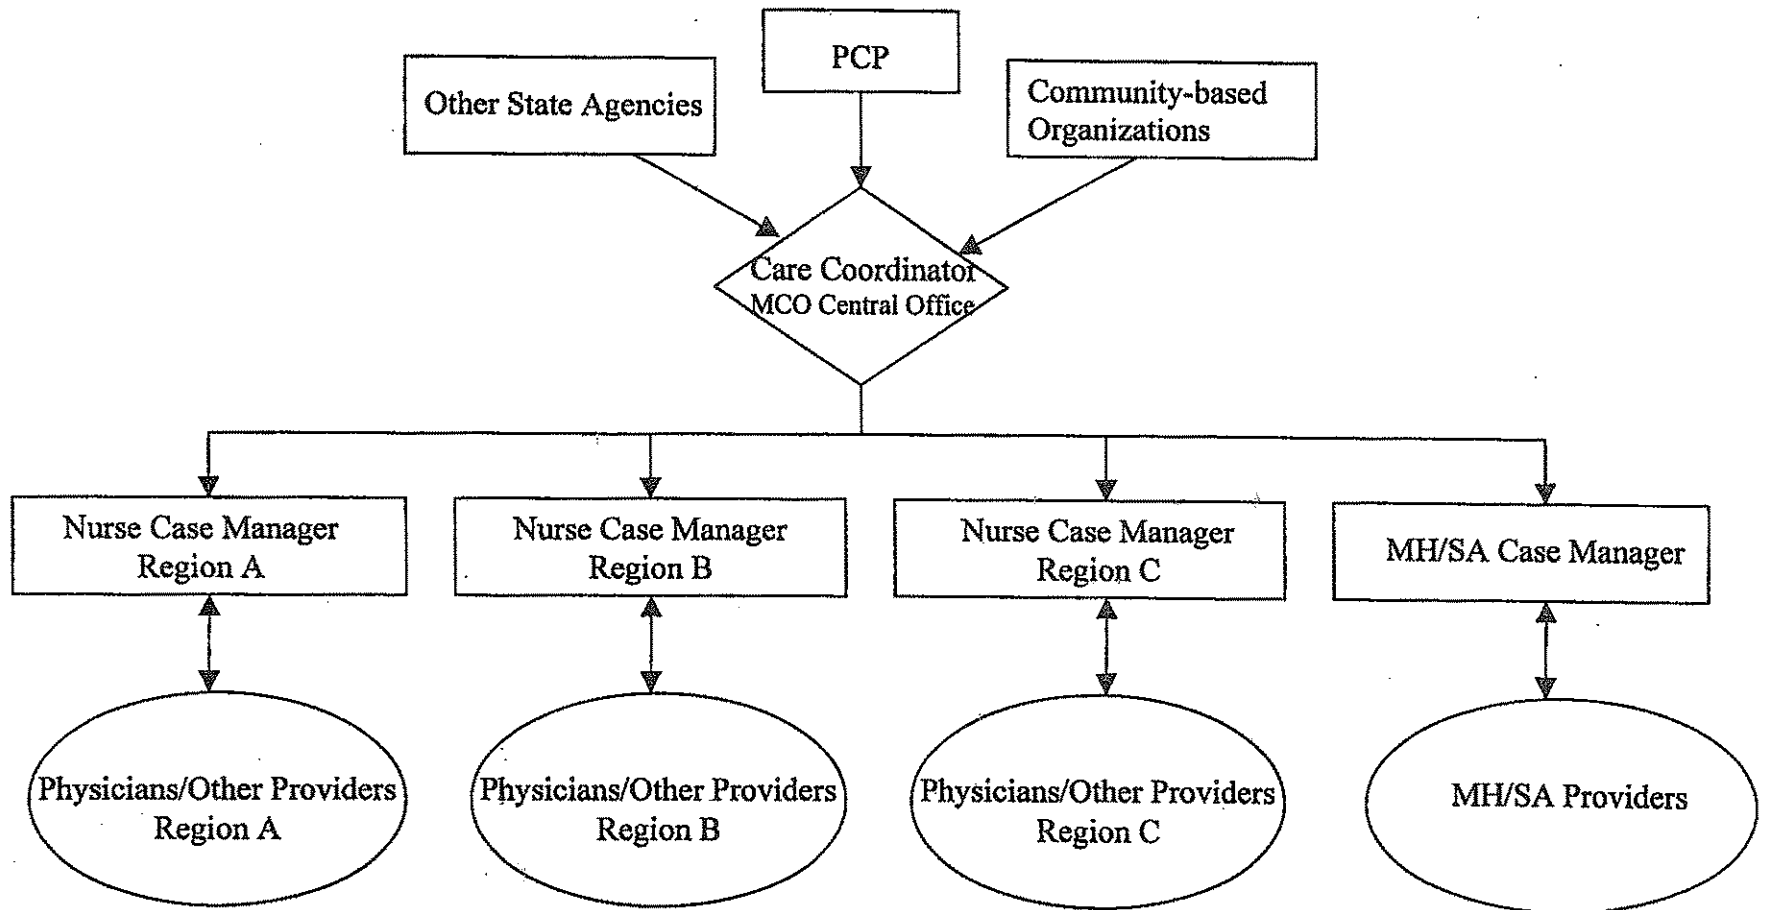 PCP
Other State Agencies
Community-based
Organizations
Care Coordinator
MCO Central Office
Nurse Case Manager
Region A
Nurse Case Manager
Region B
Nurse Case Manager
Region C
MH/SA Case Manager
Physicians/Other Providers
Region A
Physicians/Other Providers
Region B
Physicians/Other Providers
Region C
MH/SA Providers